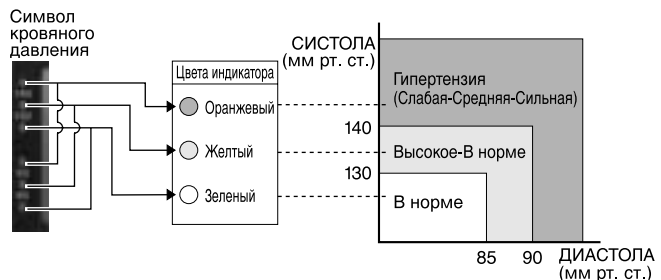 Символ
кровяного
давления
Цвета индикатора
Оранжевый
Желтый
Зеленый
СИСТОЛА
(мм рт. ст.)
Гипертензия
(Слабая-Средняя-Сильная)
140
Высокое-В норме
130
В норме
85 90 ДИАСТОЛА
(мм рт. ст.)